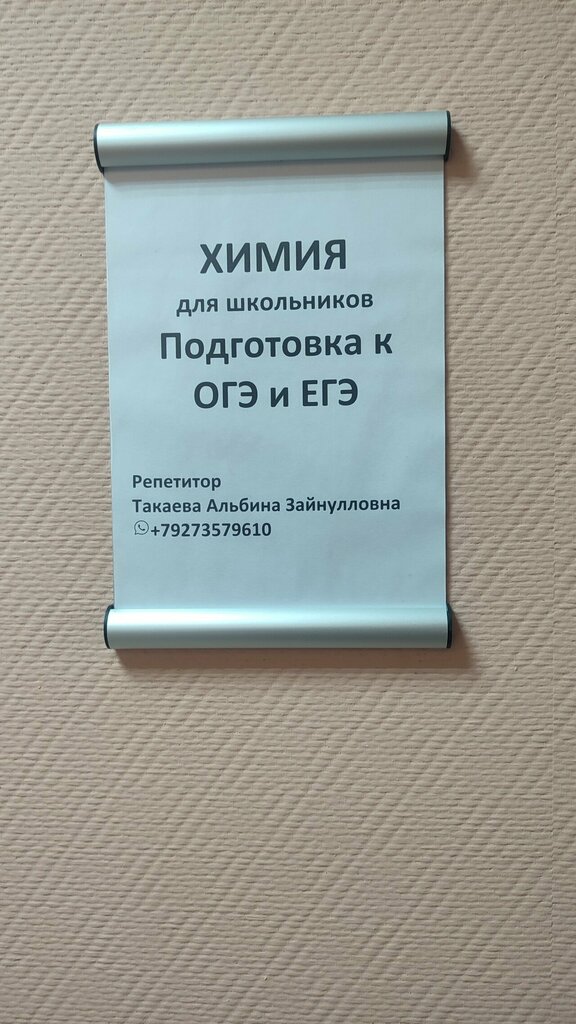 ХИМИЯ
для школьников
Подготовка к
ОГЭ и ЕГЭ
Репетитор
Такаева Альбина Зайнулловна
+79273579610